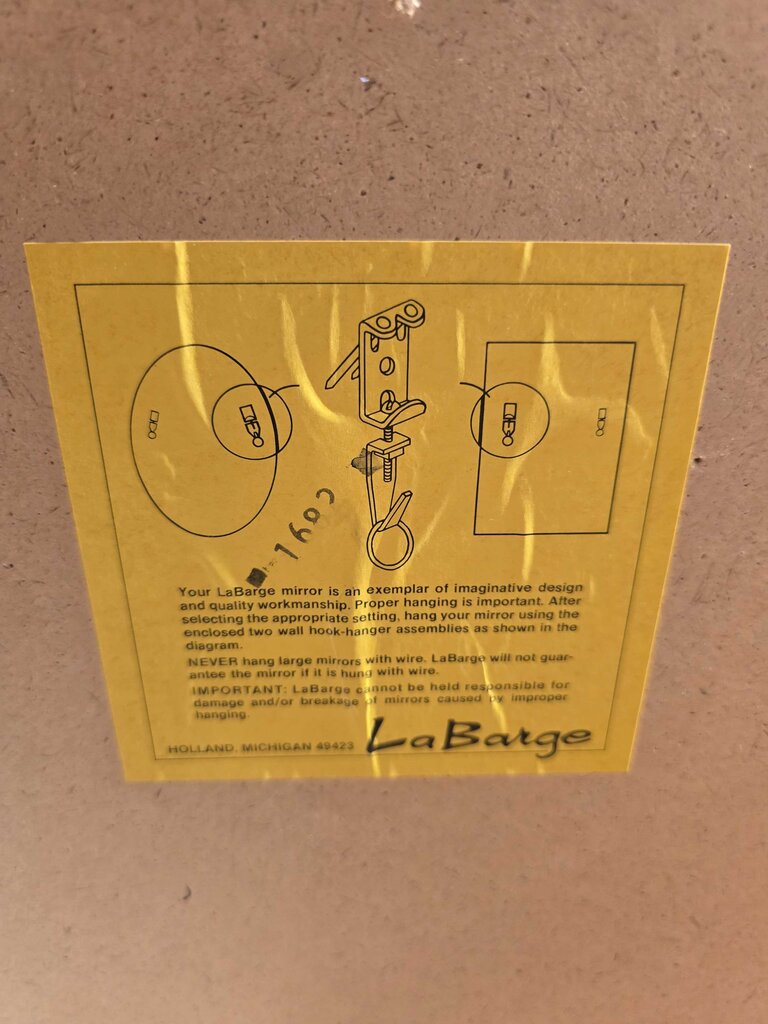 cayL
Your LaBarge mirror is an exemplar of imaginative design
and quality workmanship. Proper hanging is important. After
selecting the appropriate setting, hang your mirror using the
enclosed two wall hook-hanger assemblies as shown in the
diagram.
NEVER hang large mirrors with wire. LaBarge will not guar-
antee the mirror if it is hung with wire.
IMPORTANT: LaBarge cannot be held responsible for
damage and/or breakage of mirrors caused by improper
hanging.
HOLLAND, MICHIGAN 49423 LaBarge